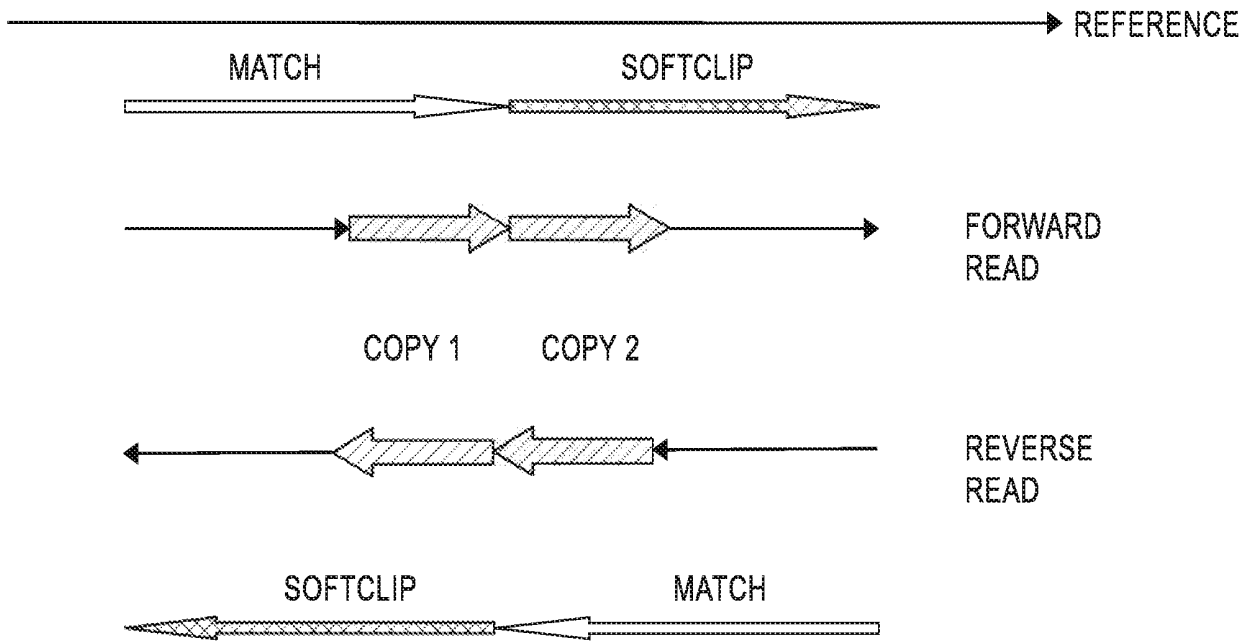 REFERENCE
MATCH SOFTCLIP
FORWARD
READ
COPY 1 COPY 2
REVERSE
READ
SOFTCLIP MATCH